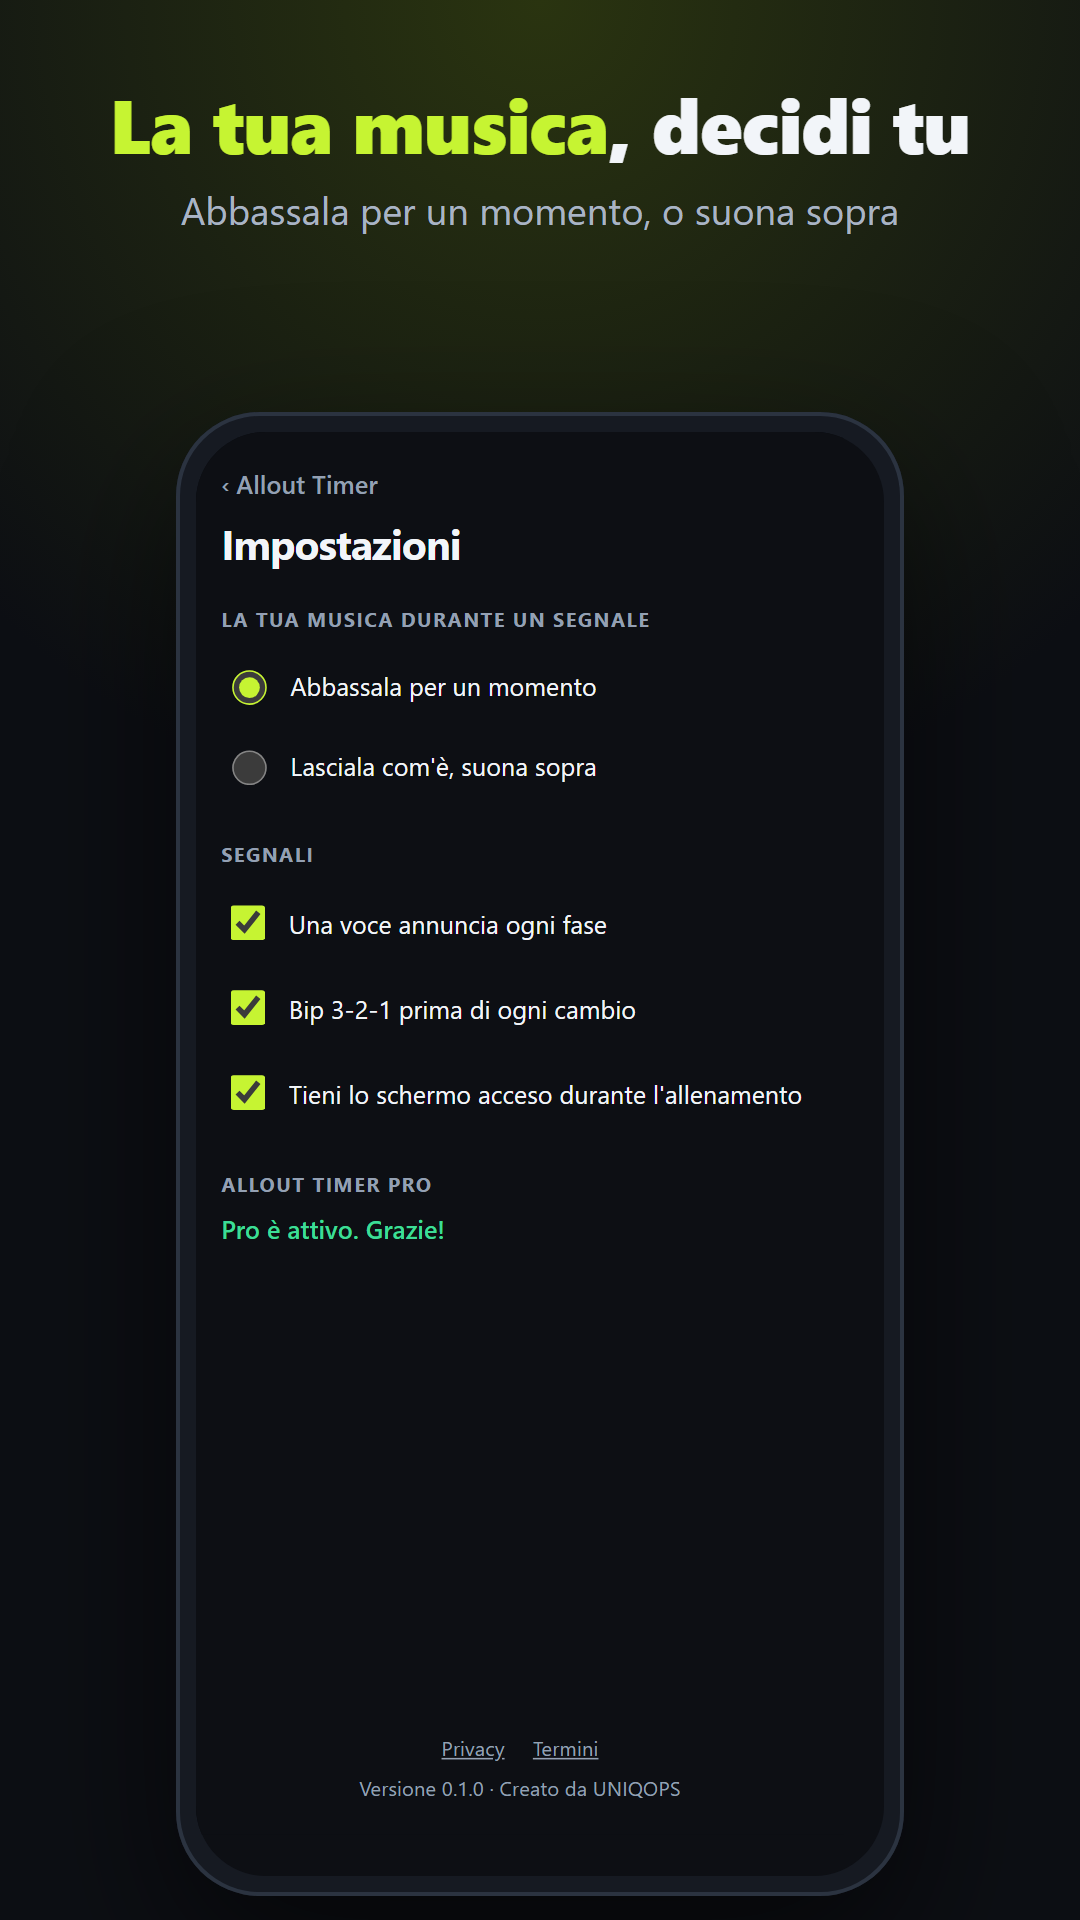 La tua musica, decidi tu
Abbassala per un momento, o suona sopra
‹ Allout Timer
Impostazioni
LA TUA MUSICA DURANTE UN SEGNALE
Abbassala per un momento
Lasciala com'è, suona sopra
SEGNALI
Una voce annuncia ogni fase
Bip 3-2-1 prima di ogni cambio
Tieni lo schermo acceso durante l'allenamento
ALLOUT TIMER PRO
Pro è attivo. Grazie!
Privacy Termini
Versione 0.1.0 · Creato da UNIQOPS